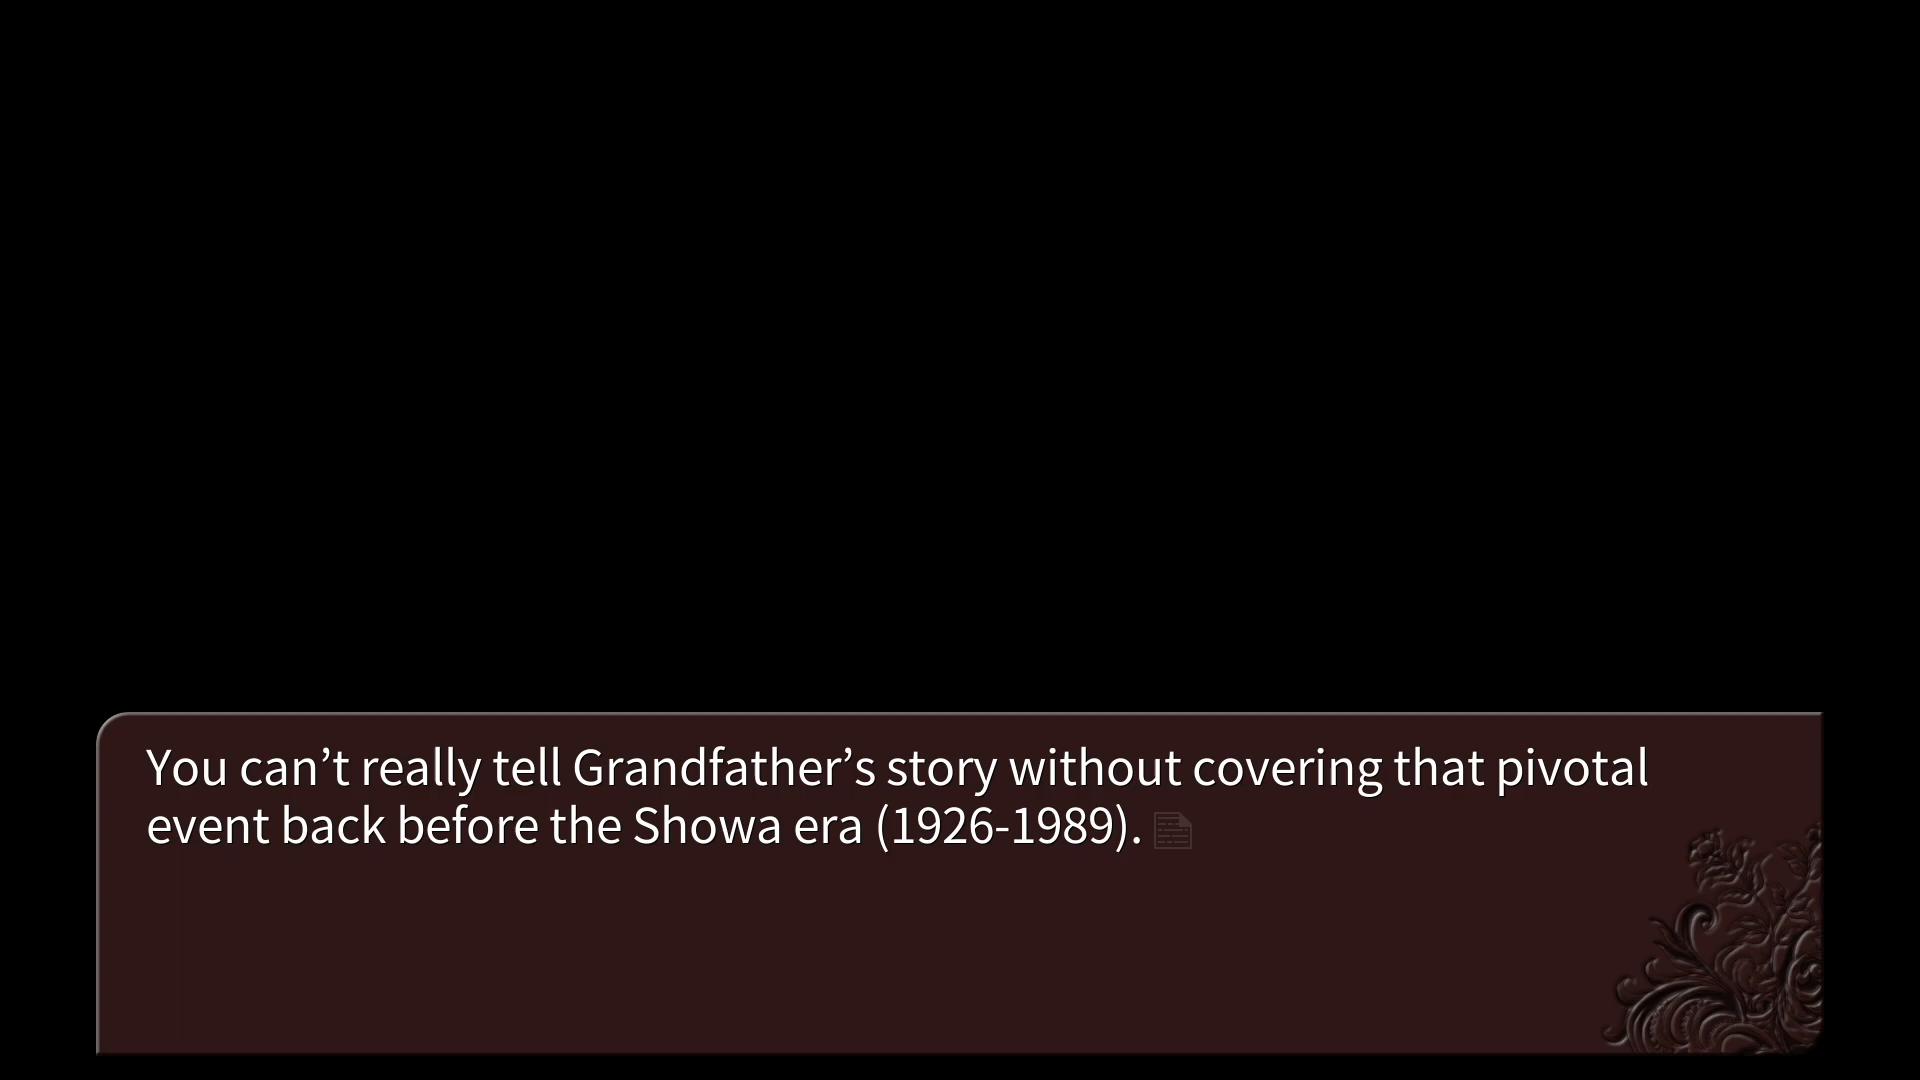 You can’t really tell Grandfather’s story without covering that pivotal
event back before the Showa era (1926-1989).